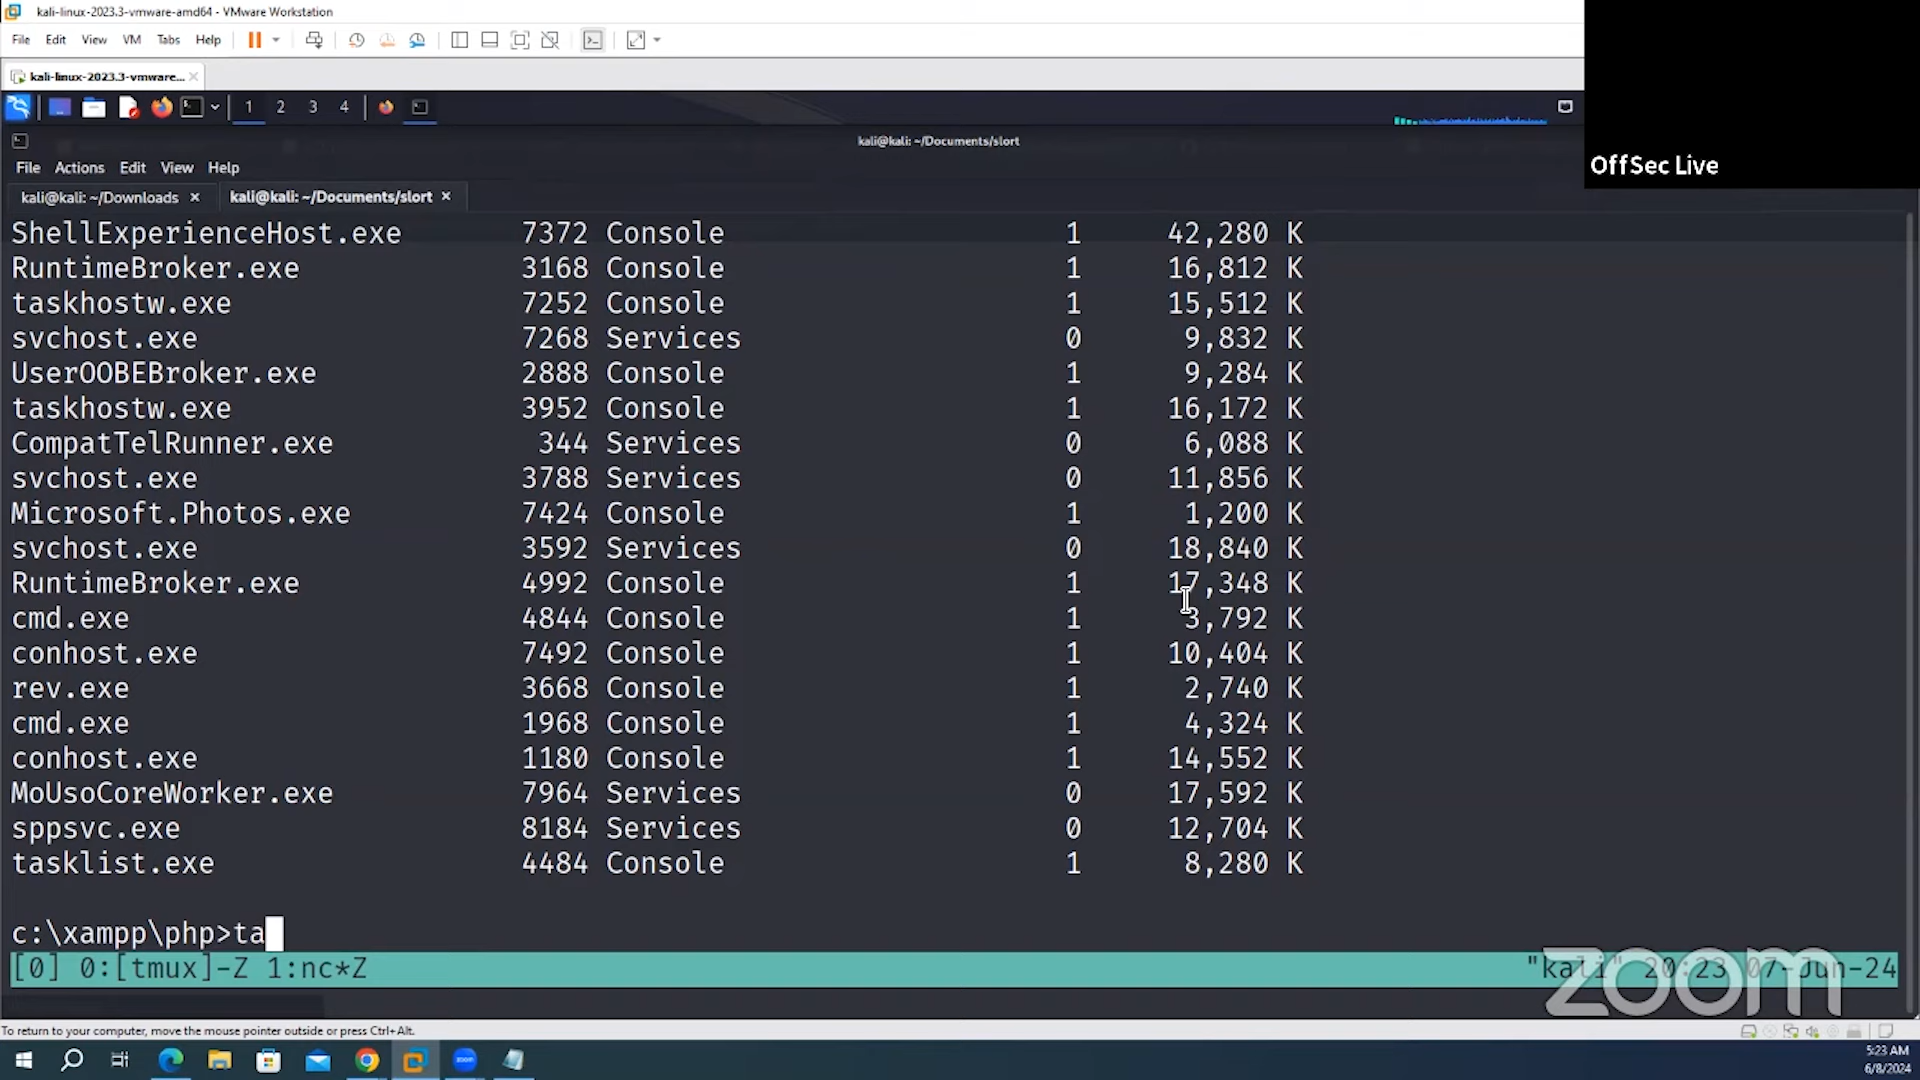 kali-linux-2023.3-vmware-amd64 - VMware Workstation
File Edit View VM Tabs Help
kali-linux-2023.3-vmware...
1 2 3 4
kali@kali: ~/Documents/slort
OffSec Live
File Actions Edit View Help
kali@kali: ~/Downloads kali@kali: ~/Documents/slort
ShellExperienceHost.exe 7372 Console 1 42,280 K
RuntimeBroker.exe 3168 Console 1 16,812 K
taskhostw.exe 7252 Console 1 15,512 K
svchost.exe 7268 Services 0 9,832 K
UserOOBEBroker.exe 2888 Console 1 9,284 K
taskhostw.exe 3952 Console 1 16,172 K
CompatTelRunner.exe 344 Services 0 6,088 K
svchost.exe 3788 Services 0 11,856 K
Microsoft.Photos.exe 7424 Console 1 1,200 K
svchost.exe 3592 Services 0 18,840 K
RuntimeBroker.exe 4992 Console 1 17,348 K
cmd.exe 4844 Console 1 3,792 K
conhost.exe 7492 Console 1 10,404 K
rev.exe 3668 Console 1 2,740 K
cmd.exe 1968 Console 1 4,324 K
conhost.exe 1180 Console 1 14,552 K
MoUsoCoreWorker.exe 7964 Services 0 17,592 K
sppsvc.exe 8184 Services 0 12,704 K
tasklist.exe 4484 Console 1 8,280 K
c:\xampp\php>ta
[0] 0:[tmux]-Z 1:nc*Z "kali" 20:23 07-Jun-24
zoom
To return to your computer, move the mouse pointer outside or press Ctrl+Alt.
zoom
5:23 AM
6/8/2024